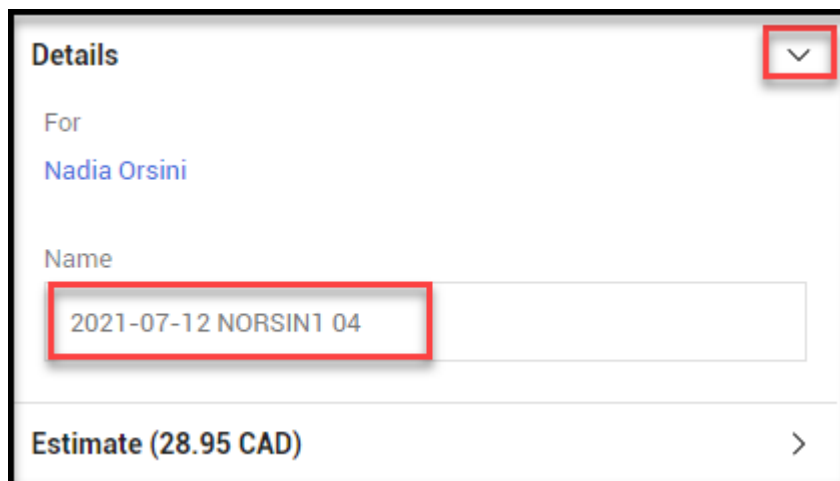 Details
For
Nadia Orsini
Name
2021-07-12 NORSIN1 04
Estimate (28.95 CAD)